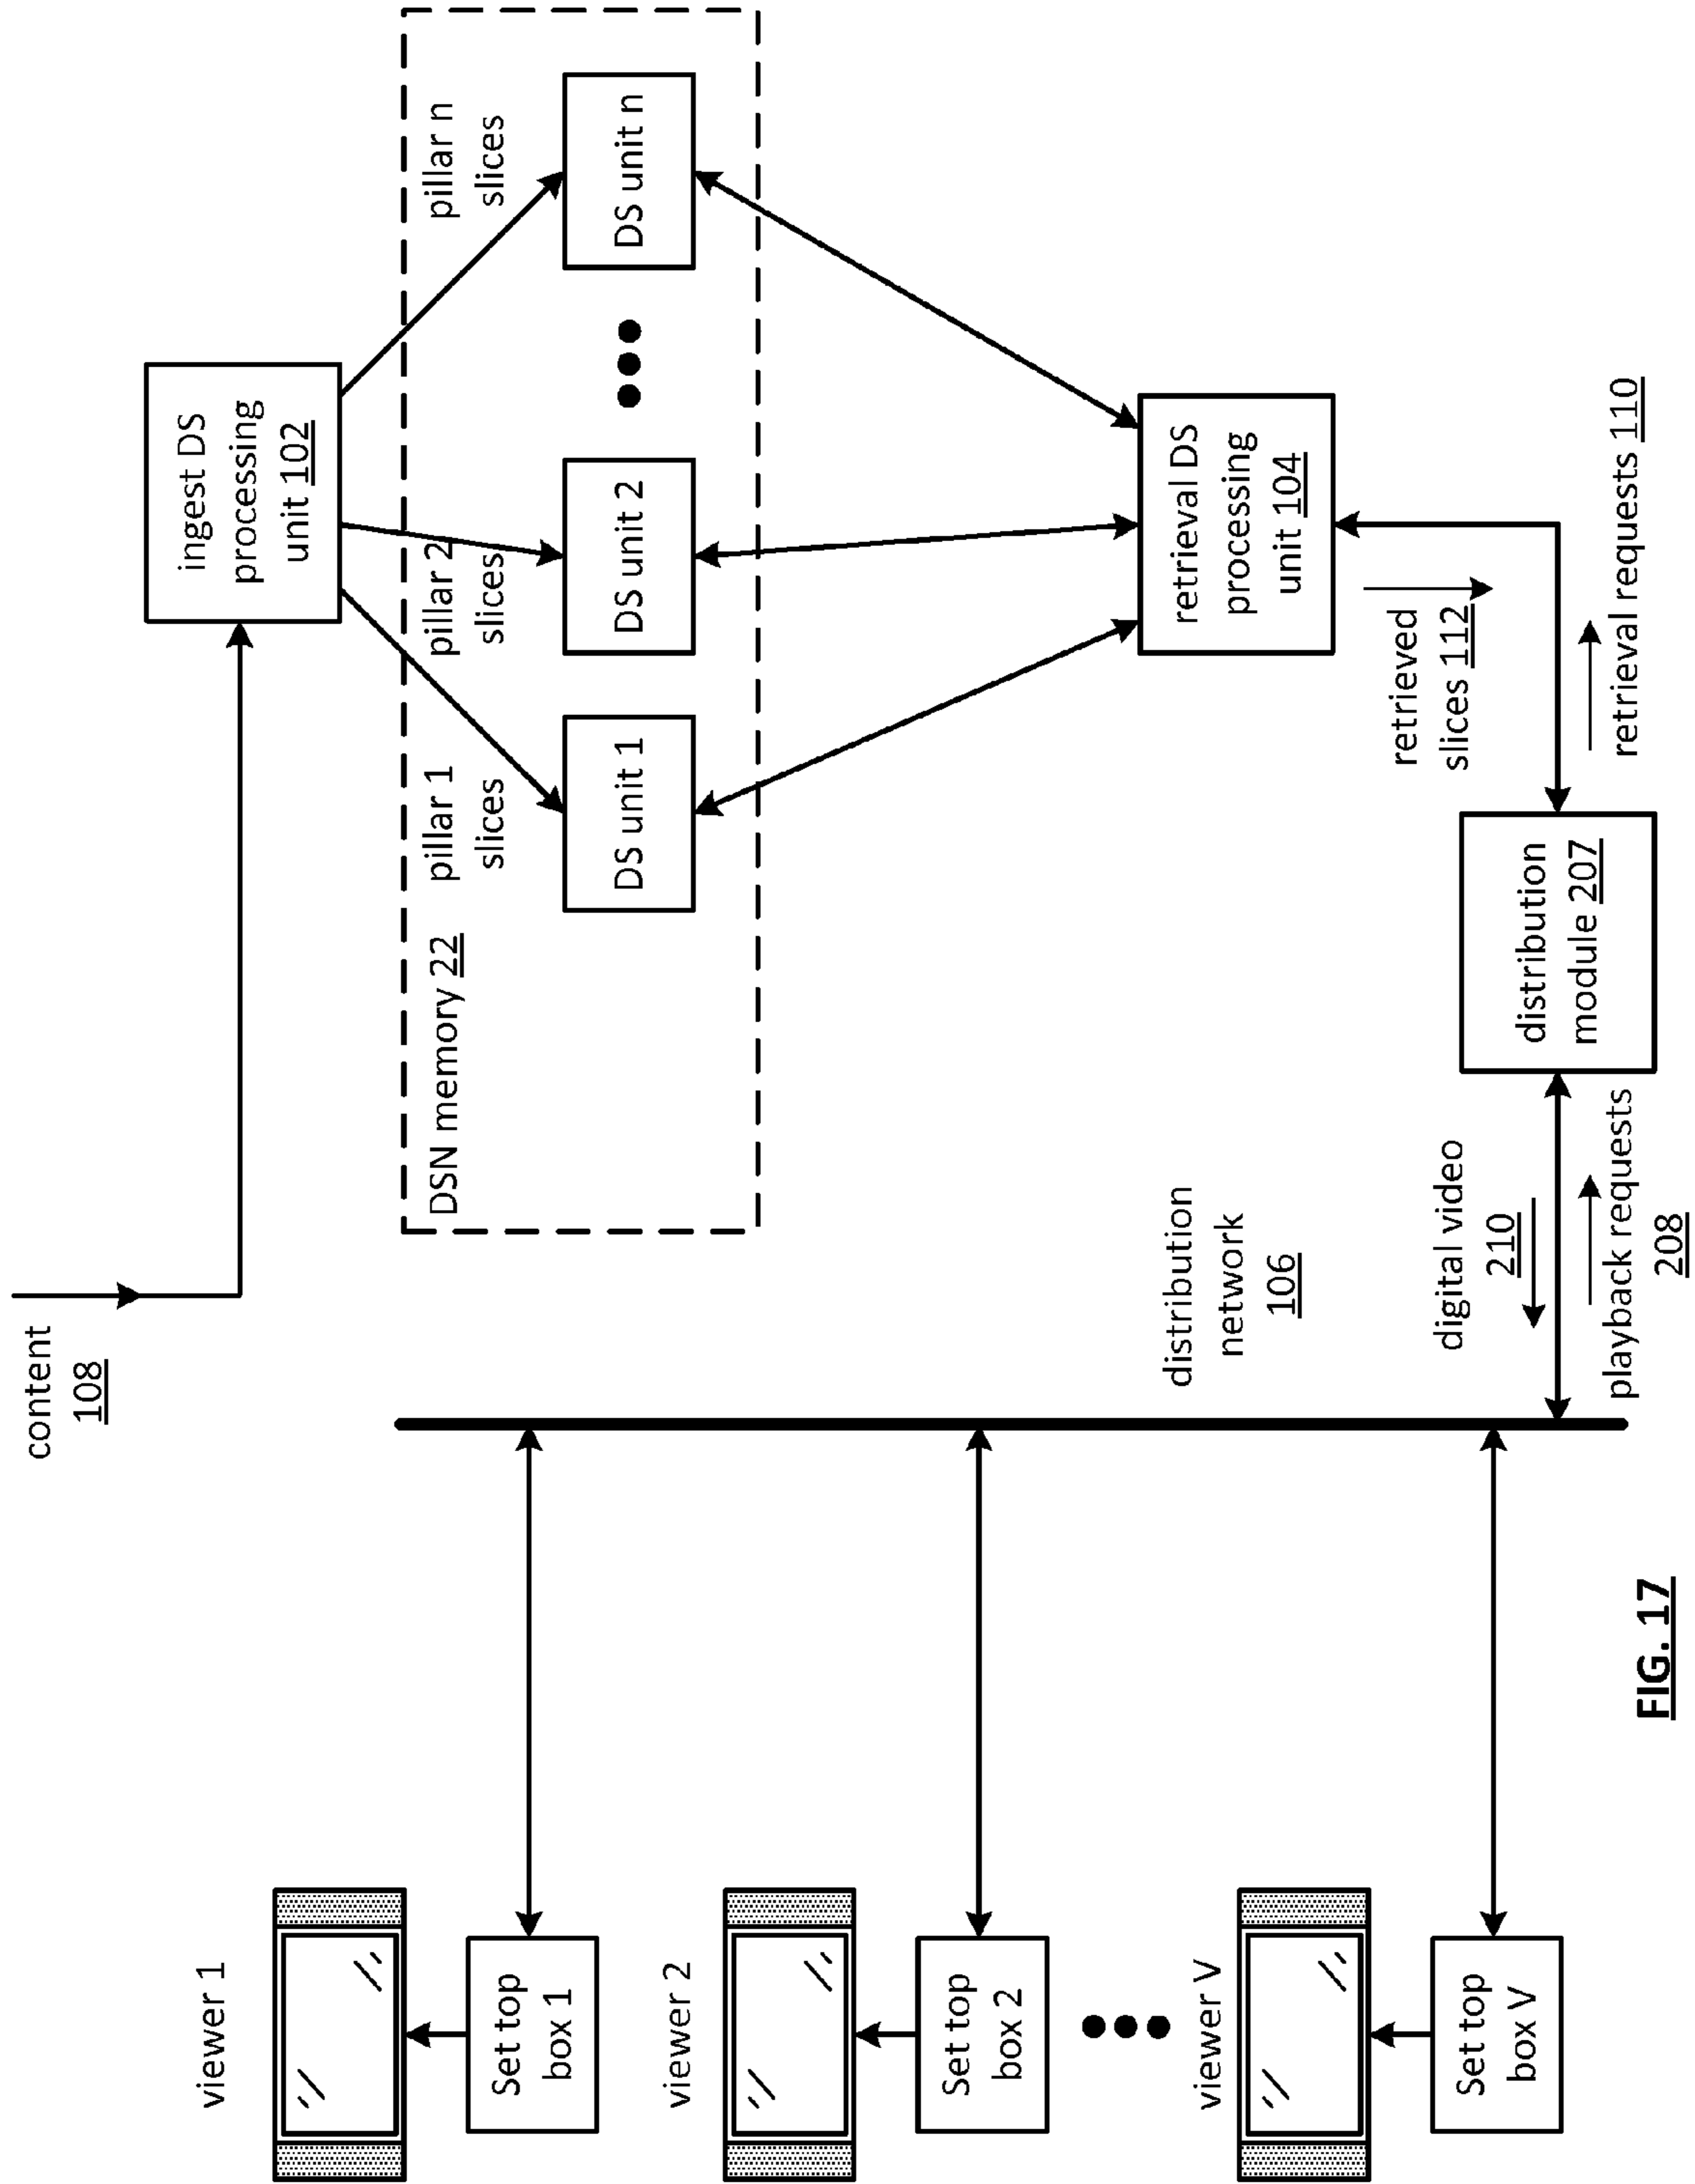 content
108
ingest DS
processing
unit 102
DSN memory 22
pillar 1
slices
pillar 2
slices
pillar n
slices
DS unit 1
DS unit 2
DS unit n
retrieval DS
processing
unit 104
retrieved
slices 112
retrieval requests 110
distribution
module 207
distribution
network
106
digital video
210
playback requests
208
viewer 1
Set top
box 1
viewer 2
Set top
box 2
viewer V
Set top
box V
FIG. 17